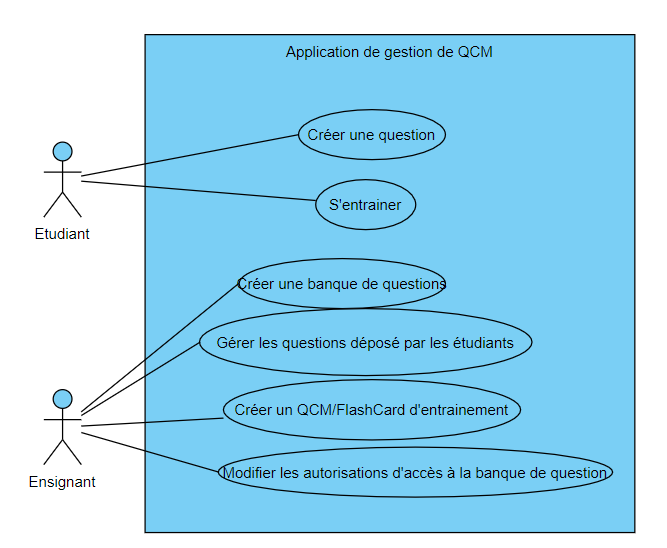 Application de gestion de QCM
Créer une question
S'entrainer
Etudiant
Créer une banque de questions
Gérer les questions déposé par les étudiants
Créer un QCM/FlashCard d'entrainement
Modifier les autorisations d'accès à la banque de question
Ensignant